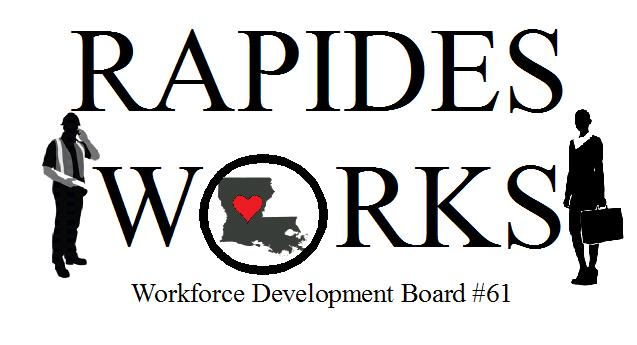 RAPIDES
WORKS
Workforce Development Board #61